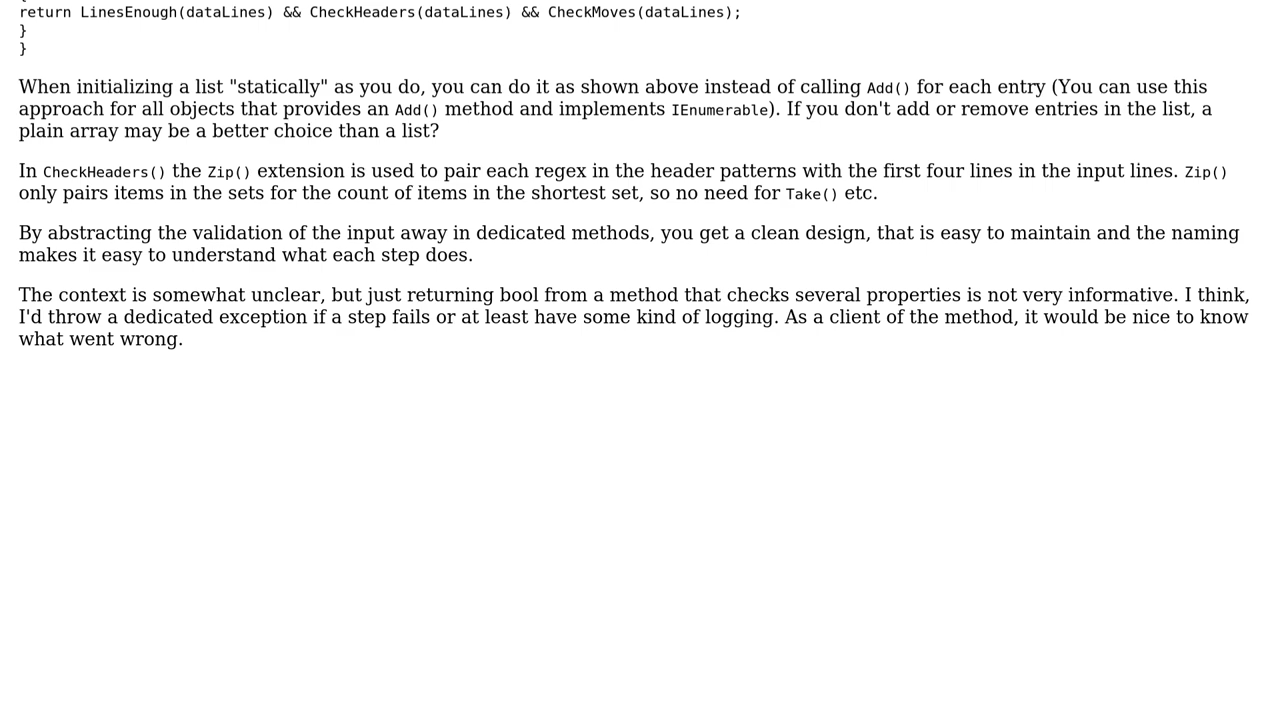 return LinesEnough(dataLines) && CheckHeaders(dataLines) && CheckMoves(dataLines);
}
}
When initializing a list "statically" as you do, you can do it as shown above instead of calling Add() for each entry (You can use this
approach for all objects that provides an Add() method and implements IEnumerable). If you don't add or remove entries in the list, a
plain array may be a better choice than a list?
In CheckHeaders() the Zip() extension is used to pair each regex in the header patterns with the first four lines in the input lines. Zip()
only pairs items in the sets for the count of items in the shortest set, so no need for Take() etc.
By abstracting the validation of the input away in dedicated methods, you get a clean design, that is easy to maintain and the naming
makes it easy to understand what each step does.
The context is somewhat unclear, but just returning bool from a method that checks several properties is not very informative. I think,
I'd throw a dedicated exception if a step fails or at least have some kind of logging. As a client of the method, it would be nice to know
what went wrong.